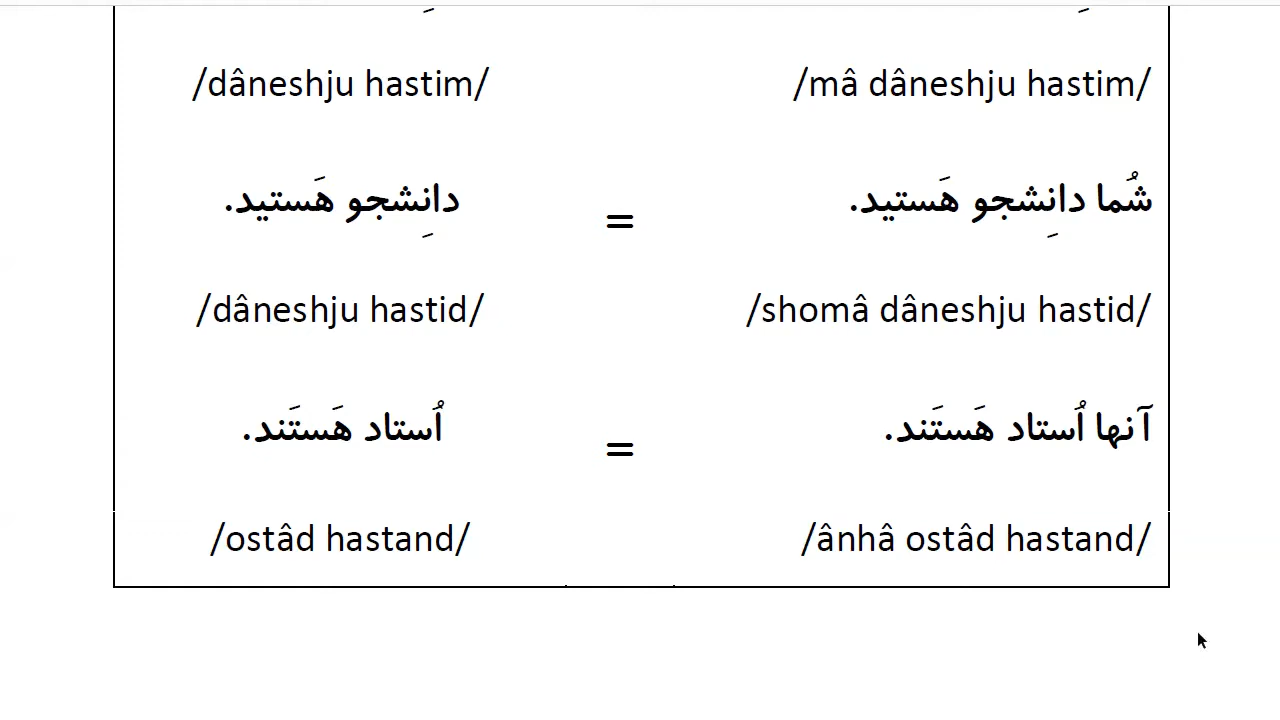 /mâ dâneshju hastim/ /dâneshju hastim/
شُما دانِشجو هَستید. = دانِشجو هَستید.
/shomâ dâneshju hastid/ /dâneshju hastid/
آنها اُستاد هَستَند. = اُستاد هَستَند.
/ânhâ ostâd hastand/ /ostâd hastand/